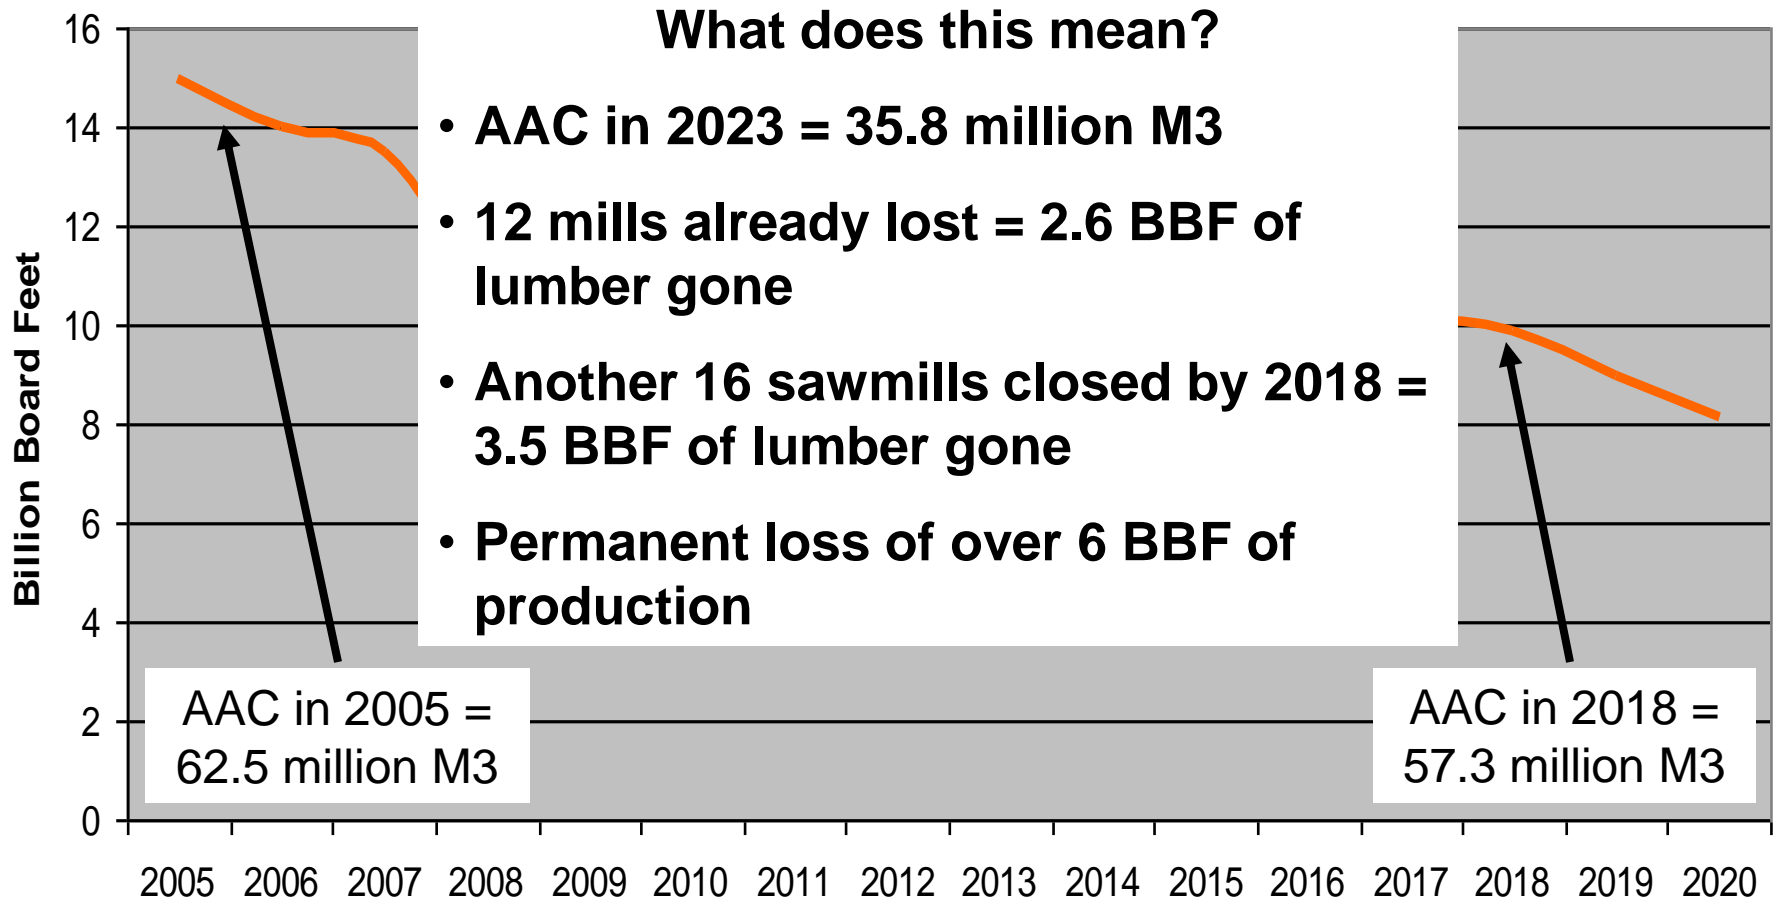 What does this mean?
• AAC in 2023 = 35.8 million M3
• 12 mills already lost = 2.6 BBF of
lumber gone
• Another 16 sawmills closed by 2018 =
3.5 BBF of lumber gone
• Permanent loss of over 6 BBF of
production
Billion Board Feet
16
14
12
10
8
6
4
2
0
AAC in 2005 =
62.5 million M3
AAC in 2018 =
57.3 million M3
2005 2006 2007 2008 2009 2010 2011 2012 2013 2014 2015 2016 2017 2018 2019 2020